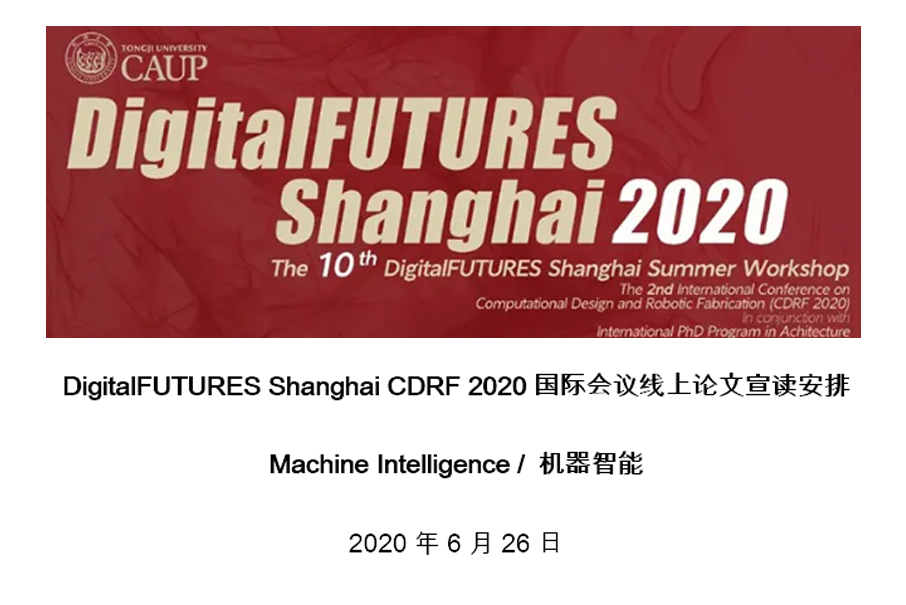 TONGJI UNIVERSITY
CAUP
DigitalFUTURES
Shanghai 2020
The 10th DigitalFUTURES Shanghai Summer Workshop
The 2nd International Conference on
Computational Design and Robotic Fabrication (CDRF 2020)
In conjunction with
International PhD Program in Achitecture
DigitalFUTURES Shanghai CDRF 2020 国际会议线上论文宣读安排
Machine Intelligence / 机器智能
2020 年 6 月 26 日